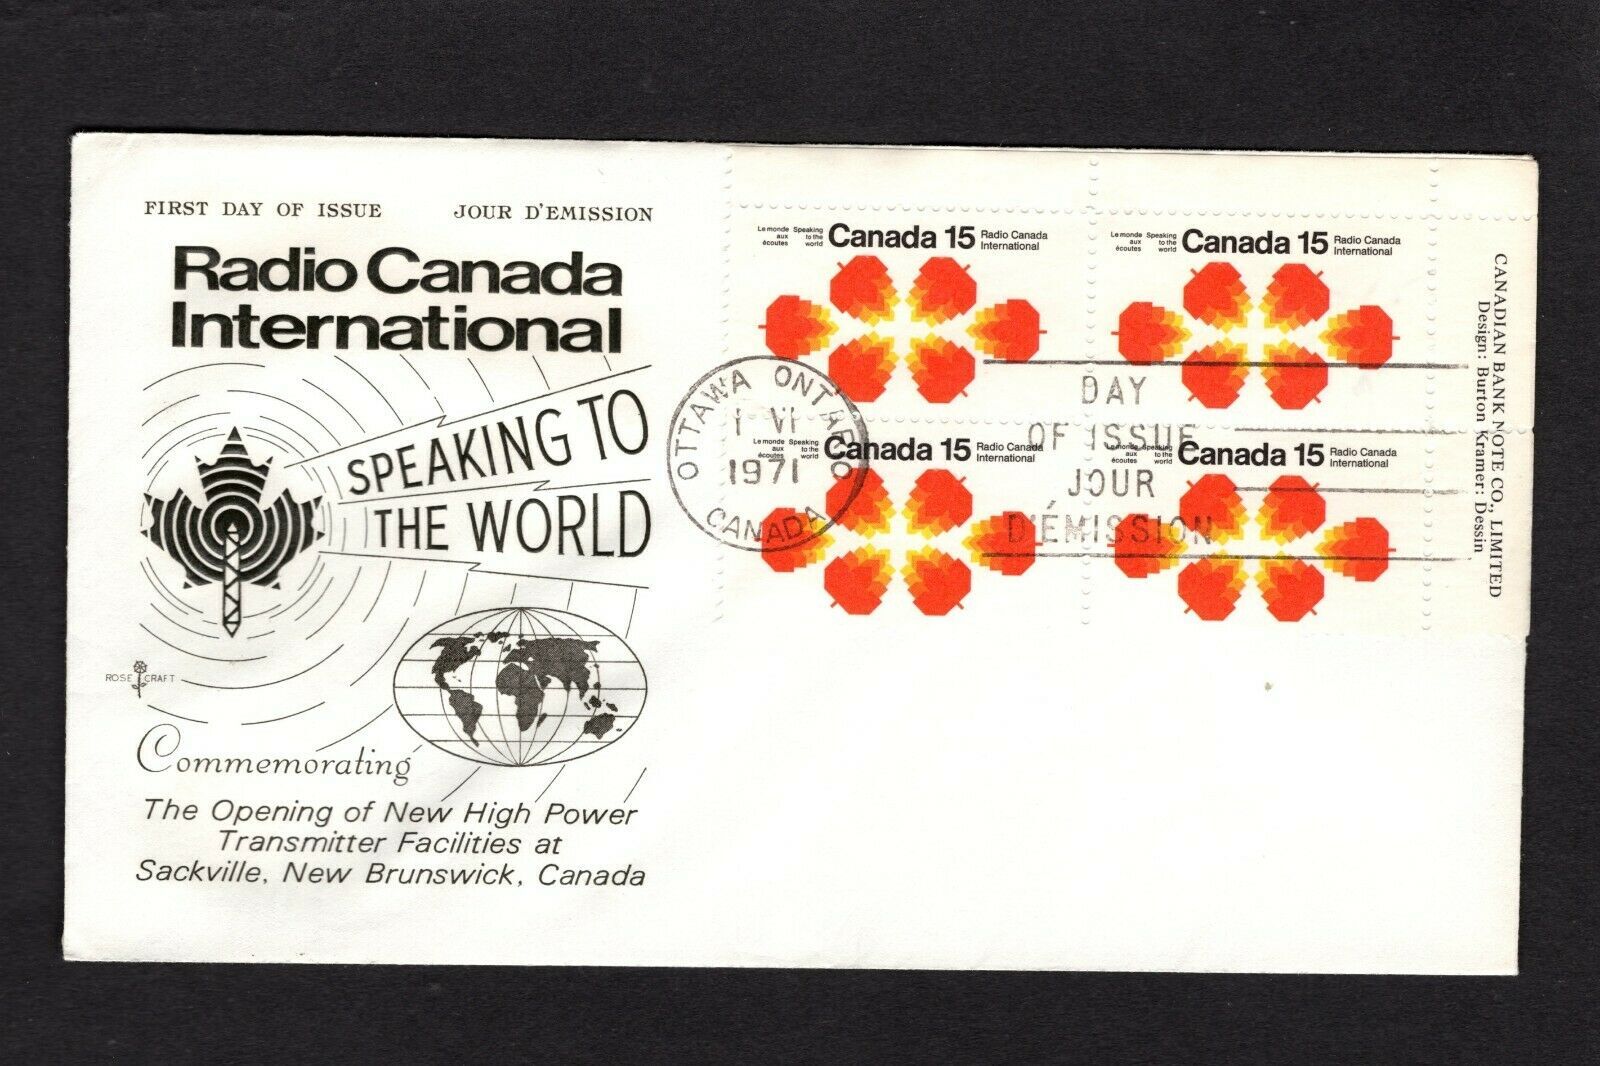 FIRST DAY OF ISSUE JOUR D'EMISSION
Radio Canada
International
SPEAKING TO
THE WORLD
ROSE CRAFT
Commemorating
The Opening of New High Power
Transmitter Facilities at
Sackville, New Brunswick, Canada
Le monde Speaking
aux to the
écoutes world
Canada 15
Radio Canada
International
Le monde Speaking
aux to the
écoutes world
Canada 15
Radio Canada
International
Le monde Speaking
aux to the
écoutes world
Canada 15
Radio Canada
International
Le monde Speaking
aux to the
écoutes world
Canada 15
Radio Canada
International
OTTAWA ONTARIO
1 VI
1971
CANADA
DAY
OF ISSUE
JOUR
D'ÉMISSION
CANADIAN BANK NOTE CO., LIMITED
Design: Burton Kramer: Dessin